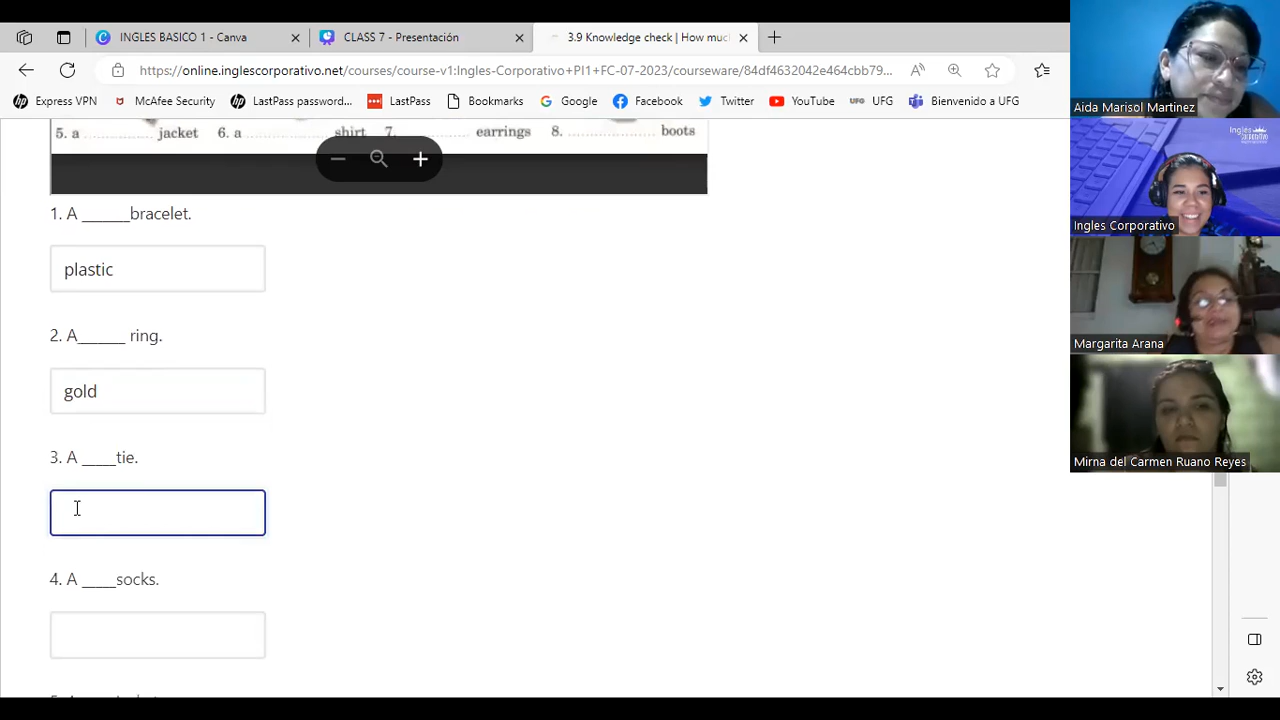 INGLES BASICO 1 - Canva
CLASS 7 - Presentación
3.9 Knowledge check | How much
https://online.inglescorporativo.net/courses/course-v1:Ingles-Corporativo+PI1+FC-07-2023/courseware/84df4632042e464cbb79...
Express VPN
McAfee Security
LastPass password...
LastPass
Bookmarks
Google
Facebook
Twitter
YouTube
UFG
UFG
Bienvenido a UFG
5. a .................. jacket 6. a .................. shirt 7. .................. earrings 8. .................. boots
1. A ______bracelet.
plastic
2. A______ ring.
gold
3. A ____tie.
4. A ____socks.
Aida Marisol Martinez
Ingles Corporativo
Margarita Arana
Mirna del Carmen Ruano Reyes